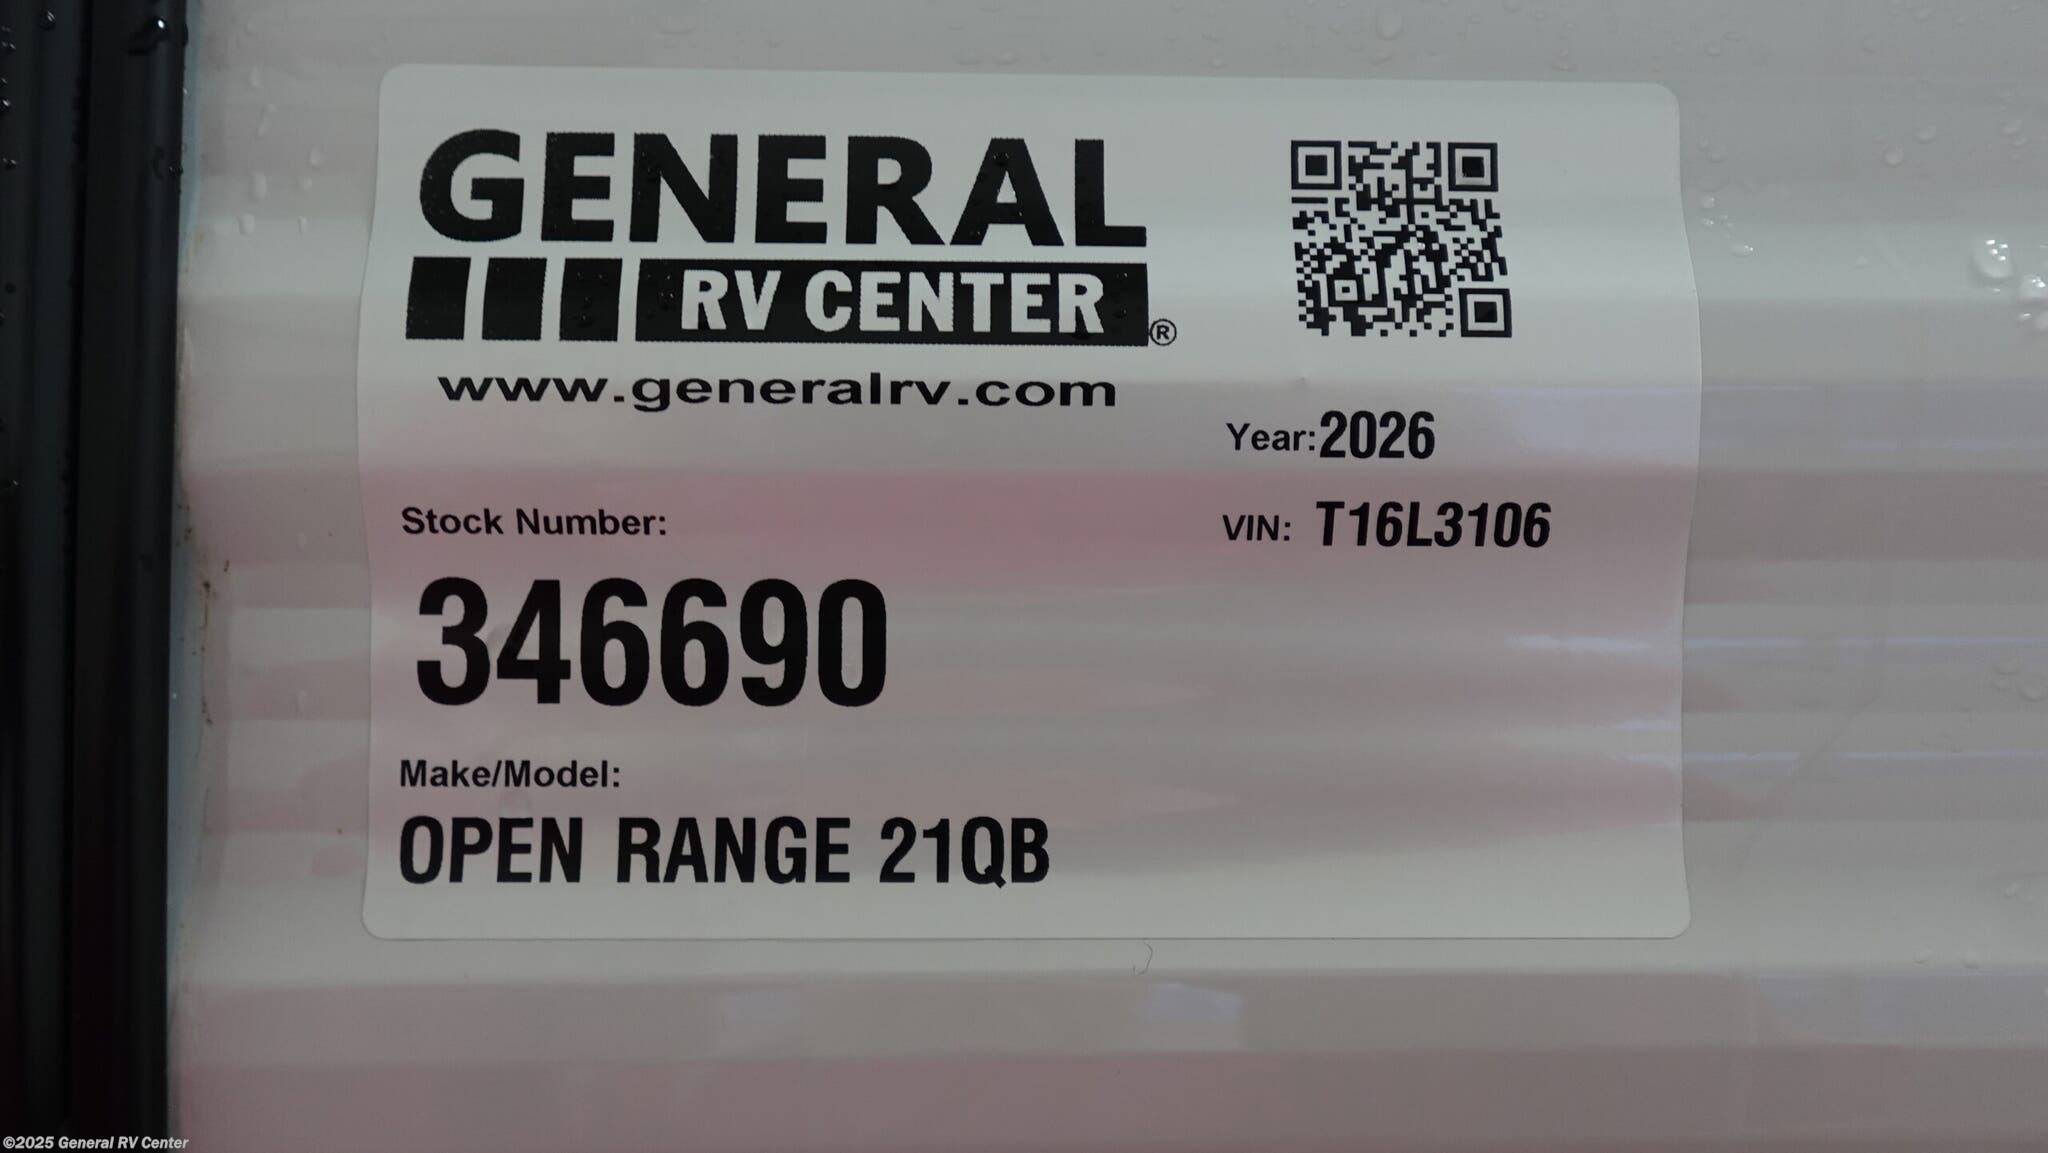 GENERAL
RV CENTER®
www.generalrv.com
Year: 2026
Stock Number:
VIN: T16L3106
346690
Make/Model:
OPEN RANGE 21QB
©2025 General RV Center